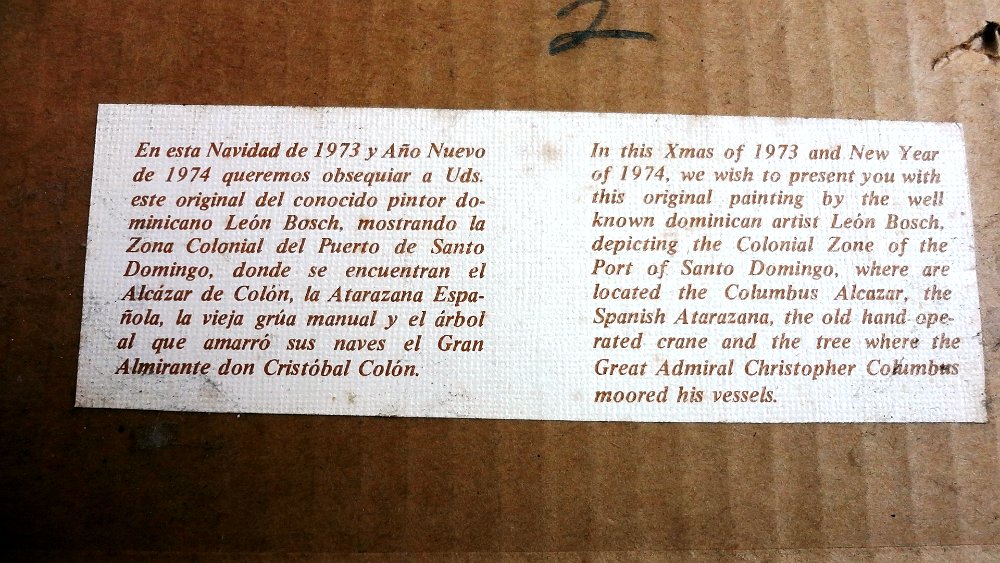 2
En esta Navidad de 1973 y Año Nuevo
de 1974 queremos obsequiar a Uds.
este original del conocido pintor do-
minicano León Bosch, mostrando la
Zona Colonial del Puerto de Santo
Domingo, donde se encuentran el
Alcázar de Colón, la Atarazana Espa-
ñola, la vieja grúa manual y el árbol
al que amarró sus naves el Gran
Almirante don Cristóbal Colón.
In this Xmas of 1973 and New Year
of 1974, we wish to present you with
this original painting by the well
known dominican artist León Bosch,
depicting the Colonial Zone of the
Port of Santo Domingo, where are
located the Columbus Alcazar, the
Spanish Atarazana, the old hand ope-
rated crane and the tree where the
Great Admiral Christopher Columbus
moored his vessels.